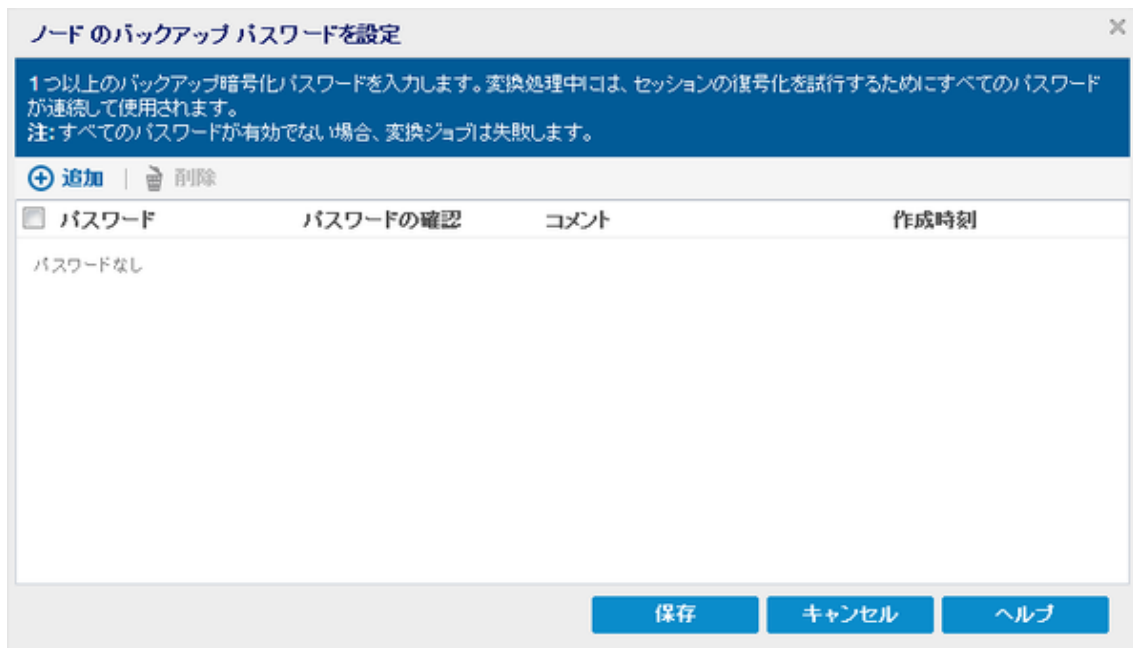 ノード のバックアップ パスワードを設定
1 つ以上のバックアップ暗号化パスワードを入力します。変換処理中には、セッションの復号化を試行するためにすべてのパスワード
が連続して使用されます。
注: すべてのパスワードが有効でない場合、変換ジョブは失敗します。
追加 | 削除
パスワード パスワードの確認 コメント 作成時刻
パスワードなし
保存 キャンセル ヘルプ